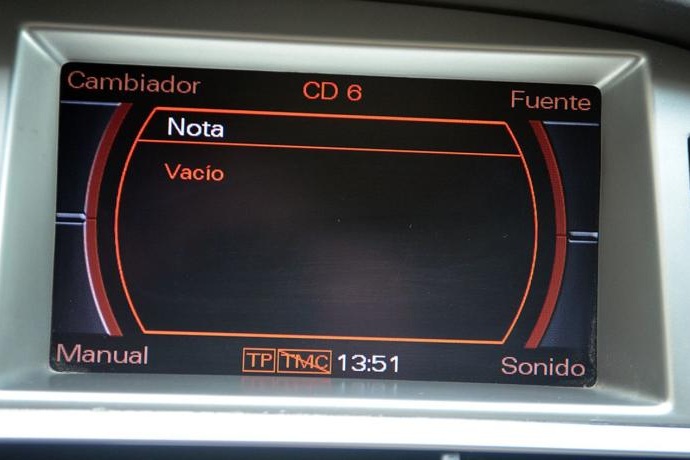 Cambiador CD 6 Fuente
Nota
Vacío
Manual TP TMC 13:51 Sonido